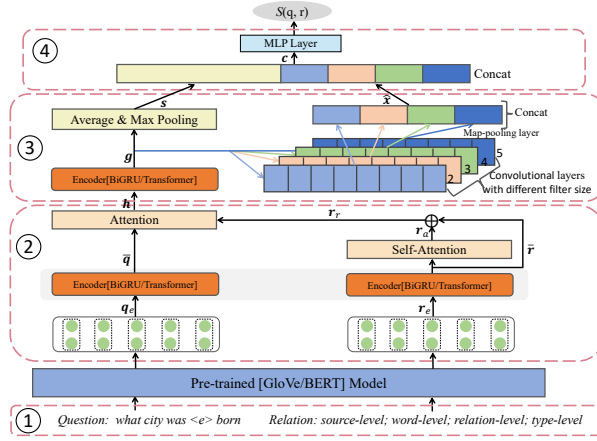 S(q, r)
④
MLP Layer
c
Concat
s
x̂
③
Average & Max Pooling
Concat
Map-pooling layer
g
5
4
3
2
Convolutional layers
with different filter size
Encoder[BiGRU/Transformer]
h
②
Attention
r_r
r_a
r̄
Self-Attention
q̄
Encoder[BiGRU/Transformer]
Encoder[BiGRU/Transformer]
q_e
r_e
Pre-trained [GloVe/BERT] Model
①
Question: what city was <e> born
Relation: source-level; word-level; relation-level; type-level